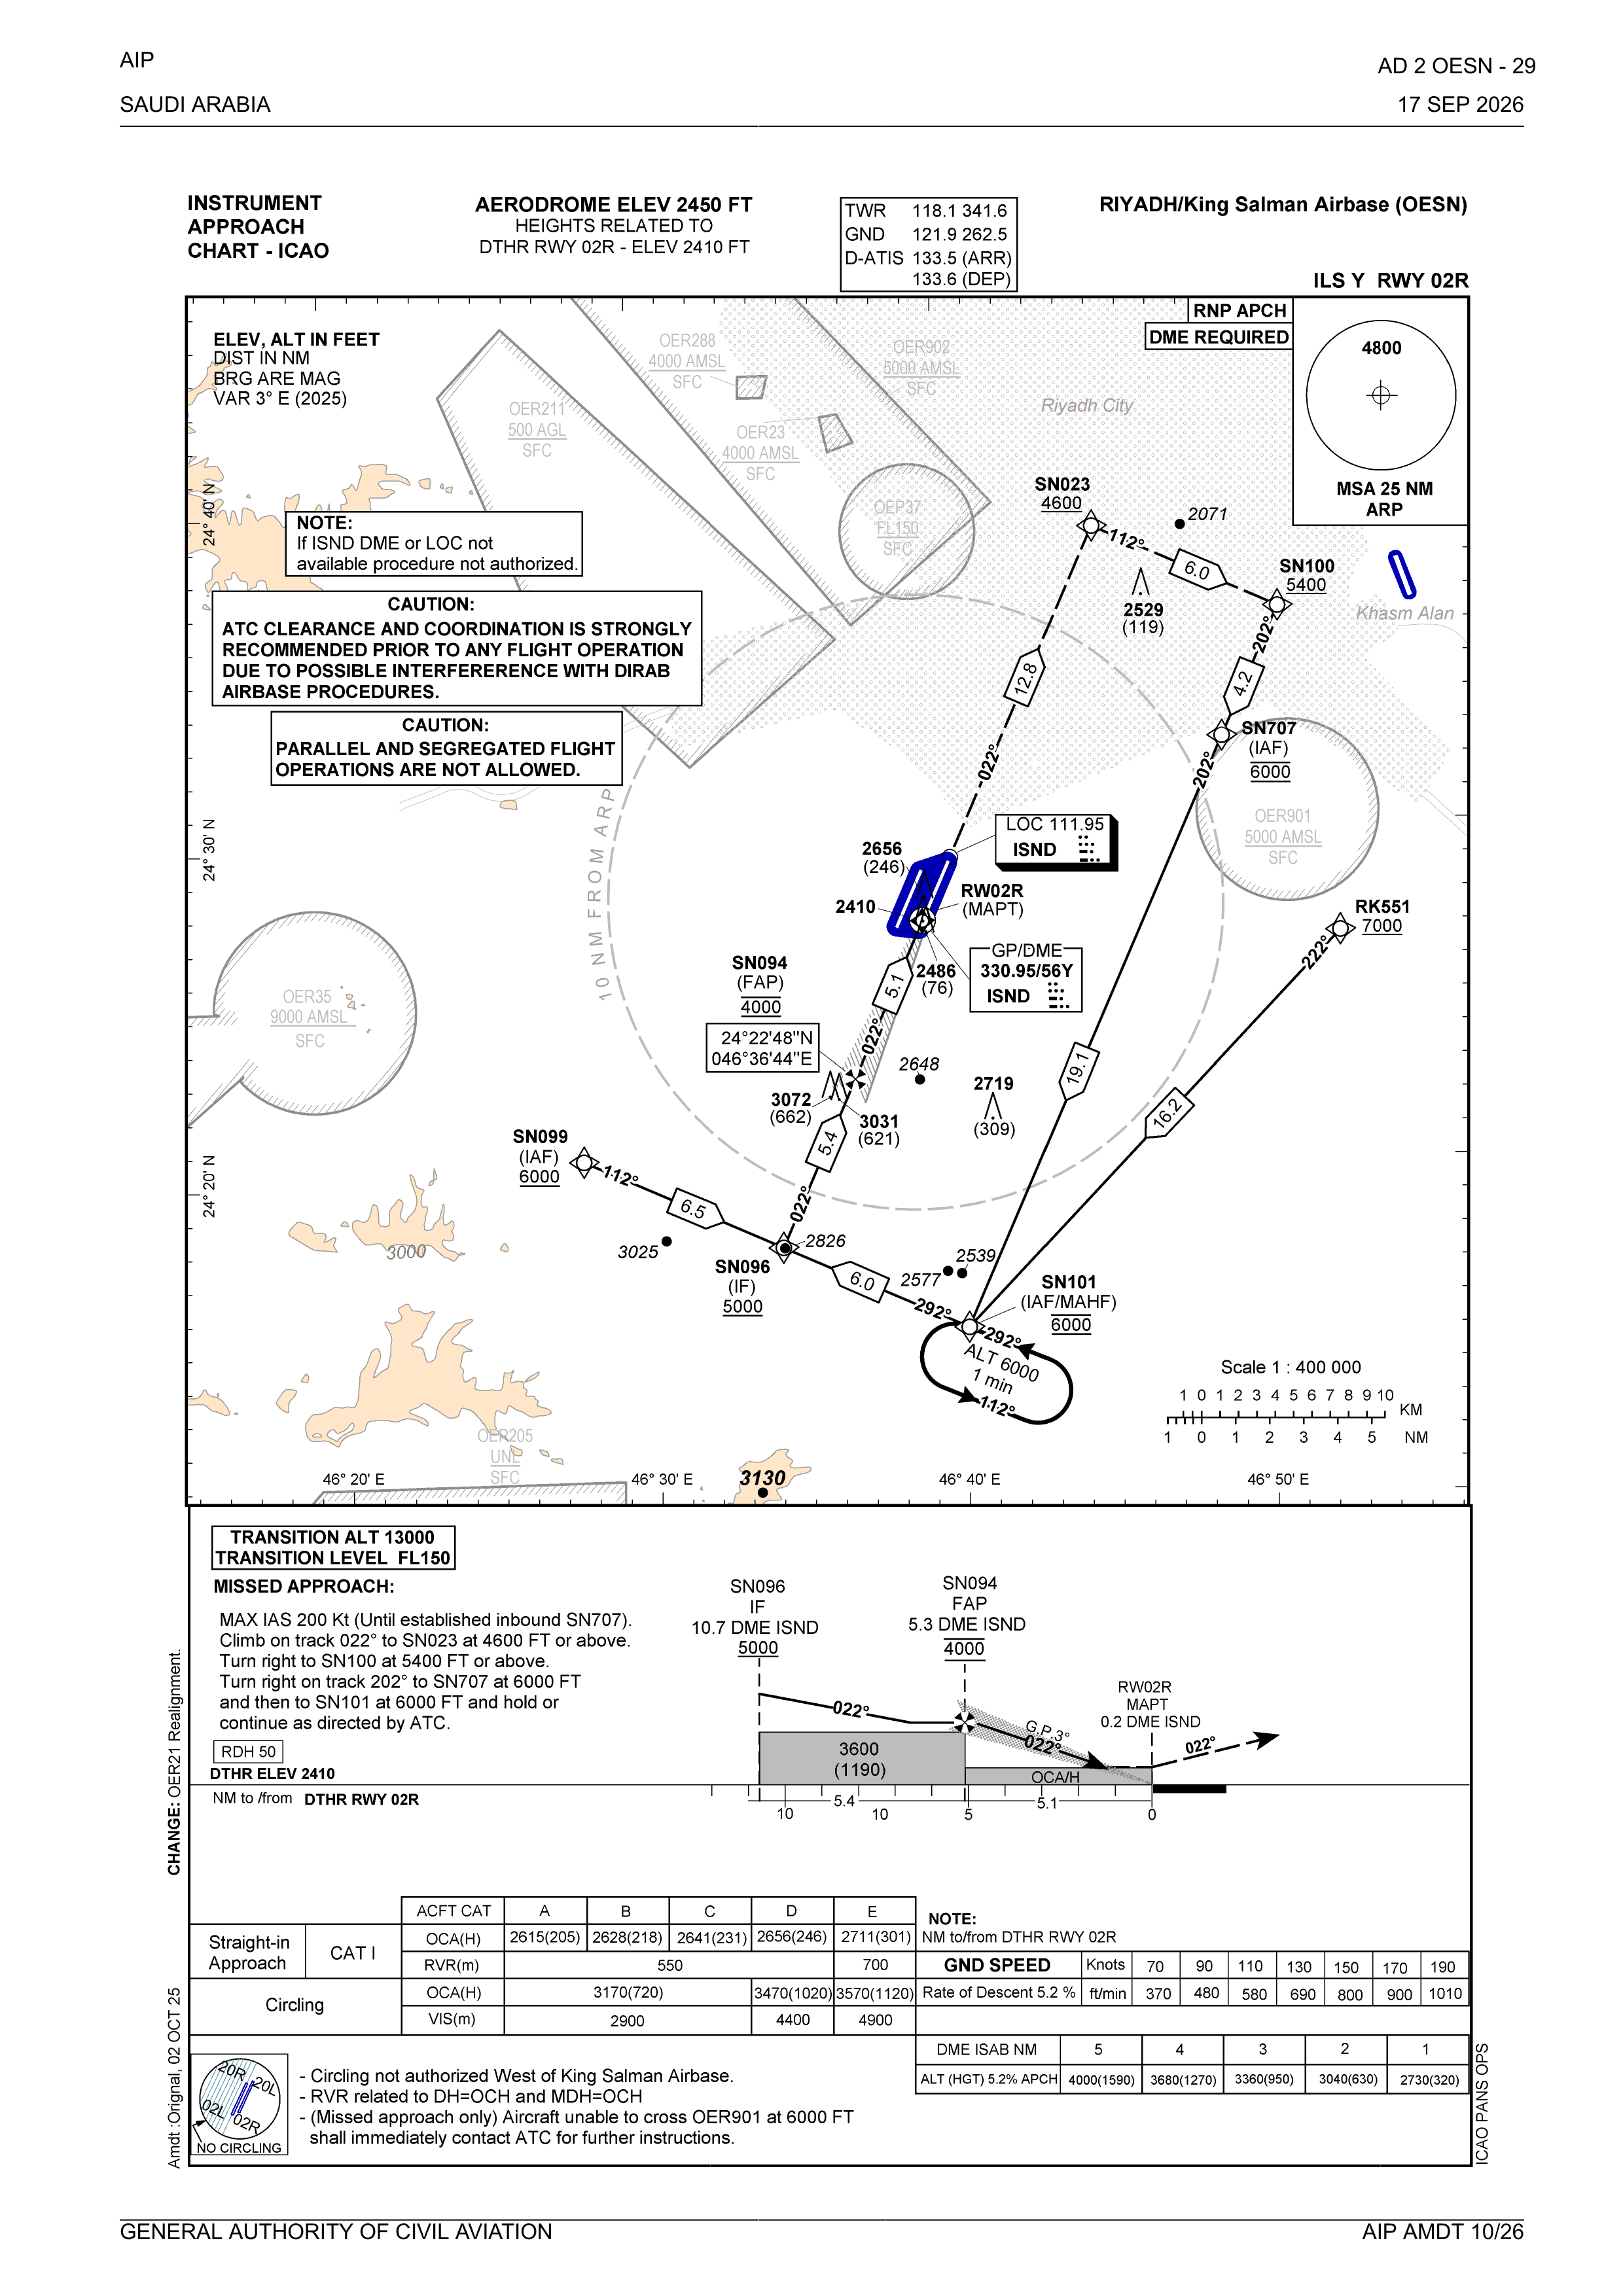 AIP
AD 2 OESN - 29
SAUDI ARABIA
17 SEP 2026
INSTRUMENT
APPROACH
CHART - ICAO
AERODROME ELEV 2450 FT
HEIGHTS RELATED TO
DTHR RWY 02R - ELEV 2410 FT
TWR 118.1 341.6
GND 121.9 262.5
D-ATIS 133.5 (ARR)
133.6 (DEP)
RIYADH/King Salman Airbase (OESN)
ILS Y RWY 02R
RNP APCH
DME REQUIRED
4800
MSA 25 NM
ARP
ELEV, ALT IN FEET
DIST IN NM
BRG ARE MAG
VAR 3° E (2025)
OER288
4000 AMSL
SFC
OER902
5000 AMSL
SFC
OER211
500 AGL
SFC
OER23
4000 AMSL
SFC
Riyadh City
OEP37
FL150
SFC
SN023
4600
2071
112°
6.0
SN100
5400
2529
(119)
Khasm Alan
24° 40' N
NOTE:
If ISND DME or LOC not
available procedure not authorized.
CAUTION:
ATC CLEARANCE AND COORDINATION IS STRONGLY
RECOMMENDED PRIOR TO ANY FLIGHT OPERATION
DUE TO POSSIBLE INTERFERERENCE WITH DIRAB
AIRBASE PROCEDURES.
CAUTION:
PARALLEL AND SEGREGATED FLIGHT
OPERATIONS ARE NOT ALLOWED.
12.8
202°
4.2
022°
SN707
(IAF)
6000
202°
OER901
5000 AMSL
SFC
10 NM FROM ARP
24° 30' N
LOC 111.95
ISND
2656
(246)
2410
RW02R
(MAPT)
RK551
7000
222°
GP/DME
330.95/56Y
ISND
2486
(76)
5.1
SN094
(FAP)
4000
24°22'48"N
046°36'44"E
022°
OER35
9000 AMSL
SFC
2648
2719
(309)
3072
(662)
3031
(621)
19.1
16.2
5.4
SN099
(IAF)
6000
112°
6.5
022°
24° 20' N
3000
3025
2826
SN096
(IF)
5000
6.0
2577
2539
292°
SN101
(IAF/MAHF)
6000
292°
ALT 6000
1 min
112°
Scale 1 : 400 000
1 0 1 2 3 4 5 6 7 8 9 10
KM
1 0 1 2 3 4 5 NM
OER205
UNL
SFC
3130
46° 20' E
46° 30' E
46° 40' E
46° 50' E
TRANSITION ALT 13000
TRANSITION LEVEL FL150
MISSED APPROACH:
MAX IAS 200 Kt (Until established inbound SN707).
Climb on track 022° to SN023 at 4600 FT or above.
Turn right to SN100 at 5400 FT or above.
Turn right on track 202° to SN707 at 6000 FT
and then to SN101 at 6000 FT and hold or
continue as directed by ATC.
RDH 50
DTHR ELEV 2410
NM to /from DTHR RWY 02R
SN096
IF
10.7 DME ISND
5000
SN094
FAP
5.3 DME ISND
4000
RW02R
MAPT
0.2 DME ISND
022°
G.P.3°
022°
022°
3600
(1190)
OCA/H
5.4
5.1
10 10 5 0
CHANGE: OER21 Realignment.
Amdt :Orignal, 02 OCT 25
ACFT CAT A B C D E
Straight-in
Approach
CAT I
OCA(H) 2615(205) 2628(218) 2641(231) 2656(246) 2711(301)
RVR(m) 550 700
Circling
OCA(H) 3170(720) 3470(1020) 3570(1120)
VIS(m) 2900 4400 4900
NOTE:
NM to/from DTHR RWY 02R
GND SPEED Knots 70 90 110 130 150 170 190
Rate of Descent 5.2 % ft/min 370 480 580 690 800 900 1010
DME ISAB NM 5 4 3 2 1
ALT (HGT) 5.2% APCH 4000(1590) 3680(1270) 3360(950) 3040(630) 2730(320)
20R
20L
02L
02R
NO CIRCLING
- Circling not authorized West of King Salman Airbase.
- RVR related to DH=OCH and MDH=OCH
- (Missed approach only) Aircraft unable to cross OER901 at 6000 FT
shall immediately contact ATC for further instructions.
ICAO PANS OPS
GENERAL AUTHORITY OF CIVIL AVIATION
AIP AMDT 10/26